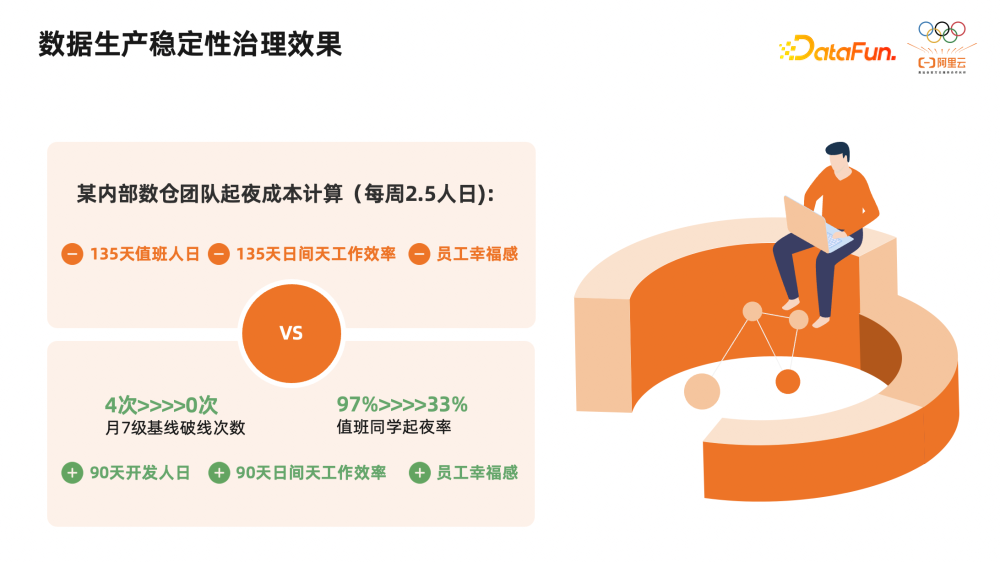 数据生产稳定性治理效果
DataFun.
阿里云
某内部数仓团队起夜成本计算（每周2.5人日):
135天值班人日
135天日间天工作效率
员工幸福感
VS
4次>>>>0次
月7级基线破线次数
97%>>>>33%
值班同学起夜率
90天开发人日
90天日间天工作效率
员工幸福感